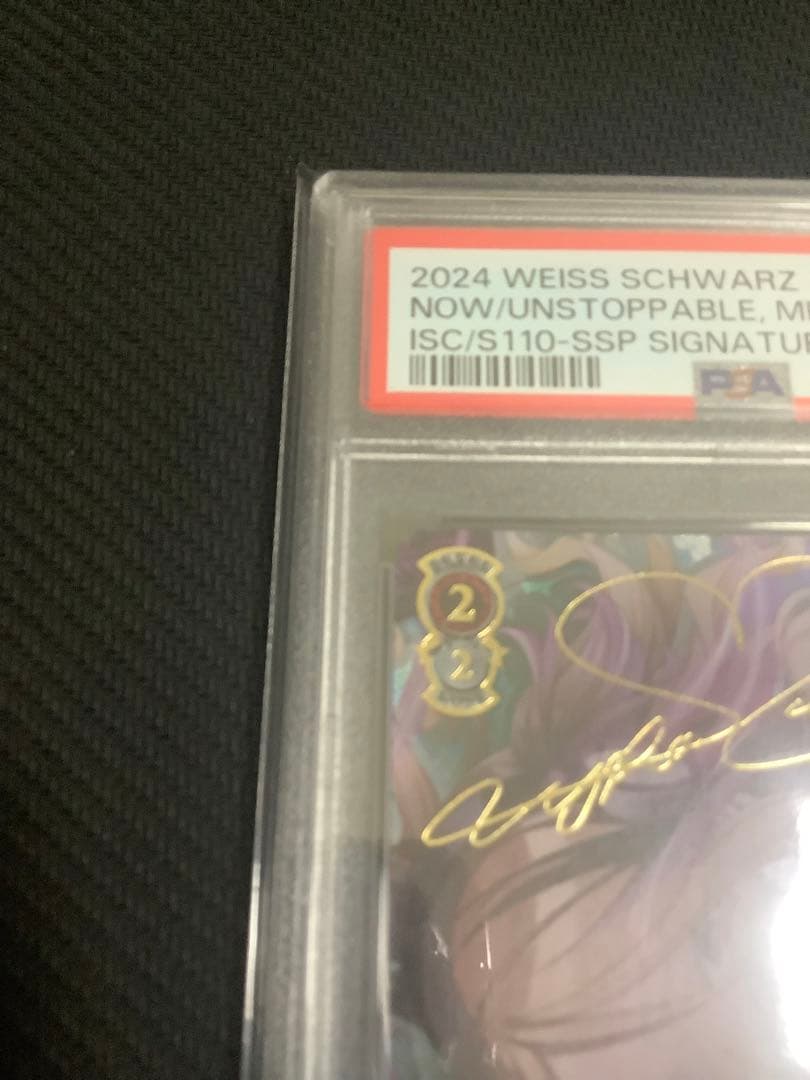 2024 WEISS SCHWARZ
NOW/UNSTOPPABLE,
ISC/S110-SSP
PSA
2
2